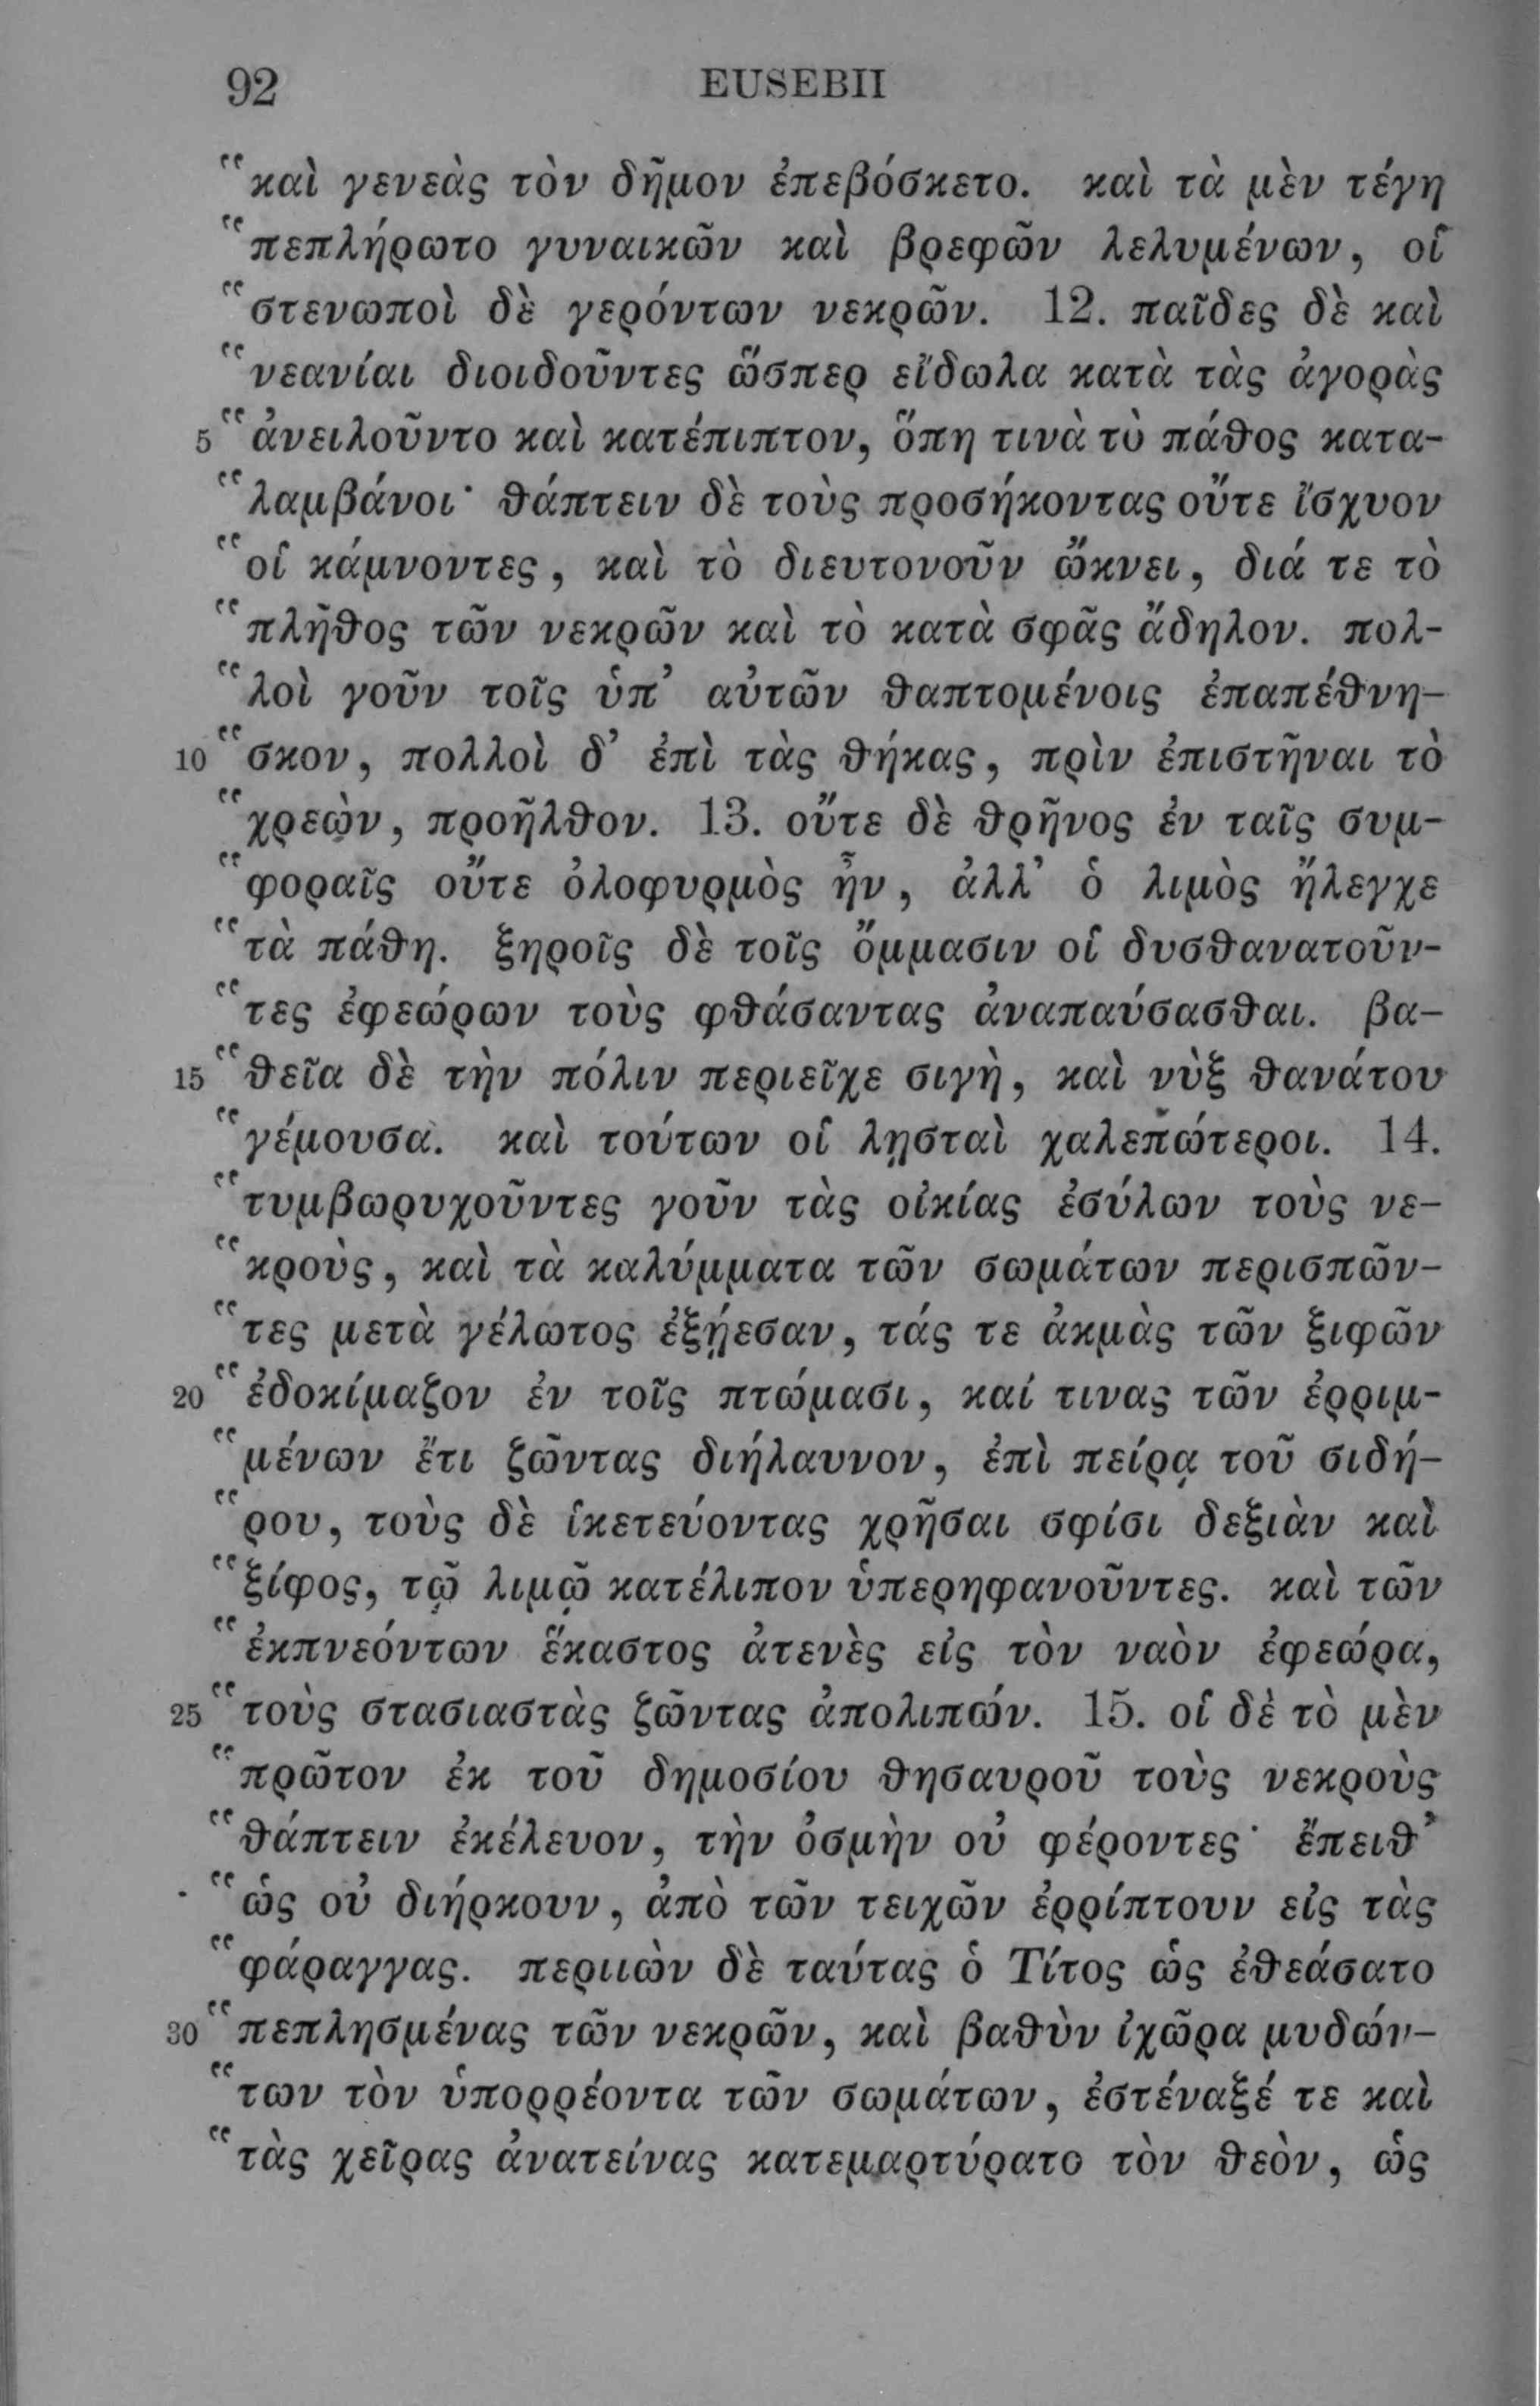 92 EUSEBII
“καὶ γενεὰς τὸν δῆμον ἐπεβόσκετο. καὶ τὰ μὲν τέγη
“πεπλήρωτο γυναικῶν καὶ βρεφῶν λελυμένων, οἱ
“στενωποὶ δὲ γερόντων νεκρῶν. 12. παῖδες δὲ καὶ
“νεανίαι διοιδοῦντες ὥσπερ εἴδωλα κατὰ τὰς ἀγορὰς
5 “ἀνειλοῦντο καὶ κατέπιπτον, ὅπη τινὰ τὸ πάθος κατα-
“λαμβάνοι· θάπτειν δὲ τοὺς προσήκοντας οὔτε ἴσχυον
“οἱ κάμνοντες, καὶ τὸ διευτονοῦν ὤκνει, διά τε τὸ
“πλῆθος τῶν νεκρῶν καὶ τὸ κατὰ σφᾶς ἄδηλον. πολ-
“λοὶ γοῦν τοῖς ὑπ’ αὐτῶν θαπτομένοις ἐπαπέθνη-
10 “σκον, πολλοὶ δ’ ἐπὶ τὰς θήκας, πρὶν ἐπιστῆναι τὸ
“χρεὼν, προῆλθον. 13. οὔτε δὲ θρῆνος ἐν ταῖς συμ-
“φοραῖς οὔτε ὀλοφυρμὸς ἦν, ἀλλ’ ὁ λιμὸς ἤλεγχε
“τὰ πάθη. ξηροῖς δὲ τοῖς ὄμμασιν οἱ δυσθανατοῦν-
“τες ἐφεώρων τοὺς φθάσαντας ἀναπαύσασθαι. βα-
15 “θεῖα δὲ τὴν πόλιν περιεῖχε σιγὴ, καὶ νὺξ θανάτου
“γέμουσα. καὶ τούτων οἱ λῃσταὶ χαλεπώτεροι. 14.
“τυμβωρυχοῦντες γοῦν τὰς οἰκίας ἐσύλων τοὺς νε-
“κροὺς, καὶ τὰ καλύμματα τῶν σωμάτων περισπῶν-
“τες μετὰ γέλωτος ἐξῄεσαν, τάς τε ἀκμὰς τῶν ξιφῶν
20 “ἐδοκίμαζον ἐν τοῖς πτώμασι, καί τινας τῶν ἐρριμ-
“μένων ἔτι ζῶντας διήλαυνον, ἐπὶ πείρᾳ τοῦ σιδή-
“ρου, τοὺς δὲ ἱκετεύοντας χρῆσαι σφίσι δεξιὰν καὶ
“ξίφος, τῷ λιμῷ κατέλιπον ὑπερηφανοῦντες. καὶ τῶν
“ἐκπνεόντων ἕκαστος ἀτενὲς εἰς τὸν ναὸν ἐφεώρα,
25 “τοὺς στασιαστὰς ζῶντας ἀπολιπών. 15. οἱ δὲ τὸ μὲν
“πρῶτον ἐκ τοῦ δημοσίου θησαυροῦ τοὺς νεκροὺς
“θάπτειν ἐκέλευον, τὴν ὀσμὴν οὐ φέροντες· ἔπειθ’
“ὡς οὐ διήρκουν, ἀπὸ τῶν τειχῶν ἐρρίπτουν εἰς τὰς
“φάραγγας. περιιὼν δὲ ταύτας ὁ Τίτος ὡς ἐθεάσατο
30 “πεπλησμένας τῶν νεκρῶν, καὶ βαθὺν ἰχῶρα μυδών-
“των τὸν ὑπορρέοντα τῶν σωμάτων, ἐστέναξέ τε καὶ
“τὰς χεῖρας ἀνατείνας κατεμαρτύρατο τὸν θεὸν, ὡς